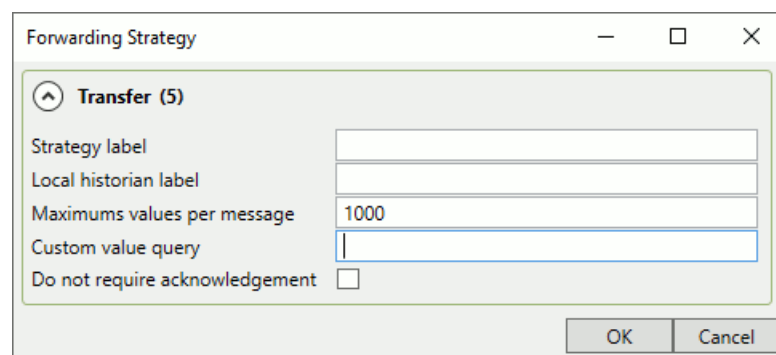 Forwarding Strategy
Transfer (5)
Strategy label
Local historian label
Maximums values per message 1000
Custom value query
Do not require acknowledgement
OK Cancel